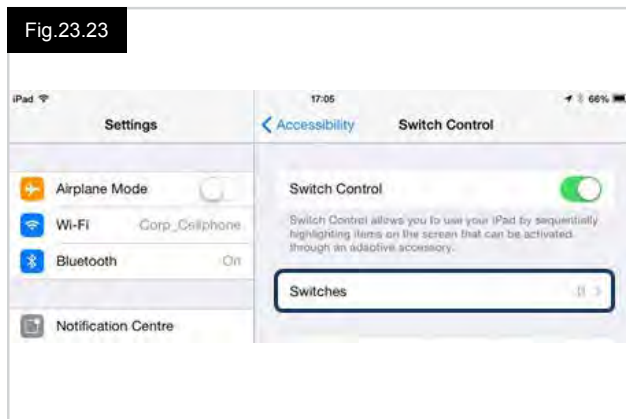 Fig.23.23
iPad 17:05 66%
Settings
Accessibility Switch Control
Airplane Mode
Wi-Fi Corp_Cellphone
Bluetooth On
Notification Centre
Switch Control
Switch Control allows you to use your iPad by sequentially
highlighting items on the screen that can be activated
through an adaptive accessory.
Switches 0